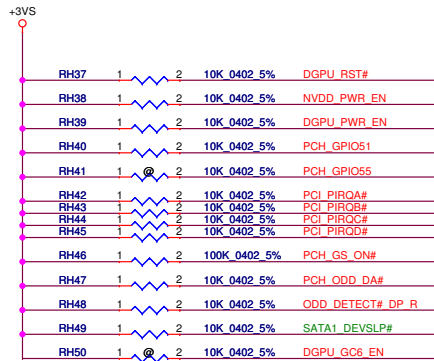 +3VS
RH37 1 2 10K_0402_5% DGPU_RST#
RH38 1 2 10K_0402_5% NVDD_PWR_EN
RH39 1 2 10K_0402_5% DGPU_PWR_EN
RH40 1 2 10K_0402_5% PCH_GPIO51
RH41 1 @ 2 10K_0402_5% PCH_GPIO55
RH42 1 2 10K_0402_5% PCI_PIRQA#
RH43 1 2 10K_0402_5% PCI_PIRQB#
RH44 1 2 10K_0402_5% PCI_PIRQC#
RH45 1 2 10K_0402_5% PCI_PIRQD#
RH46 1 2 100K_0402_5% PCH_GS_ON#
RH47 1 2 10K_0402_5% PCH_ODD_DA#
RH48 1 2 10K_0402_5% ODD_DETECT#_DP_R
RH49 1 2 10K_0402_5% SATA1_DEVSLP#
RH50 1 @ 2 10K_0402_5% DGPU_GC6_EN